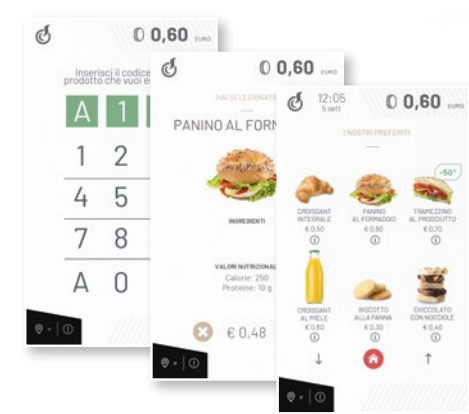 0,60 EURO
Inserisci il codice
prodotto che vuoi e
A 1
1 2
4 5
7 8
A 0
0,60
HAI SELEZIONATO
PANINO AL FORM
INGREDIENTI
VALORI NUTRIZIONAL
Calorie: 250
Proteine: 10 g
€ 0,48
12:05
5 sett
0,60 EURO
I NOSTRI PREFERITI
-50%
CROISSANT
INTEGRALE
€ 0,50
PANINO
AL FORMAGGIO
€ 0,80
TRAMEZZINO
AL PROSCIUTTO
€ 0,70
CROISSANT
AL MIELE
€ 0,80
BISCOTTO
ALLA PANNA
€ 0,30
CIOCCOLATO
CON NOCCIOLE
€ 0,40